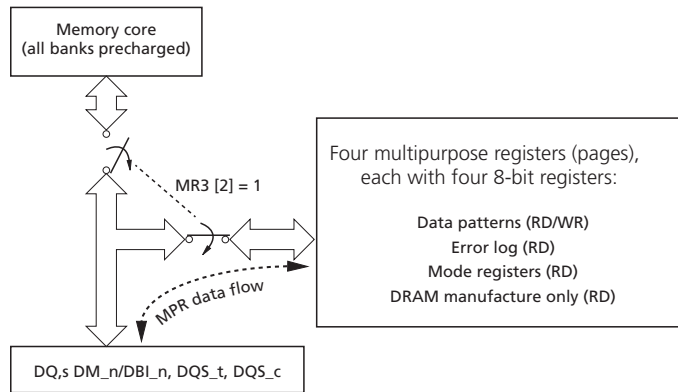 Memory core
(all banks precharged)
Four multipurpose registers (pages),
each with four 8-bit registers:
Data patterns (RD/WR)
Error log (RD)
Mode registers (RD)
DRAM manufacture only (RD)
MR3 [2] = 1
MPR data flow
DQ,s DM_n/DBI_n, DQS_t, DQS_c